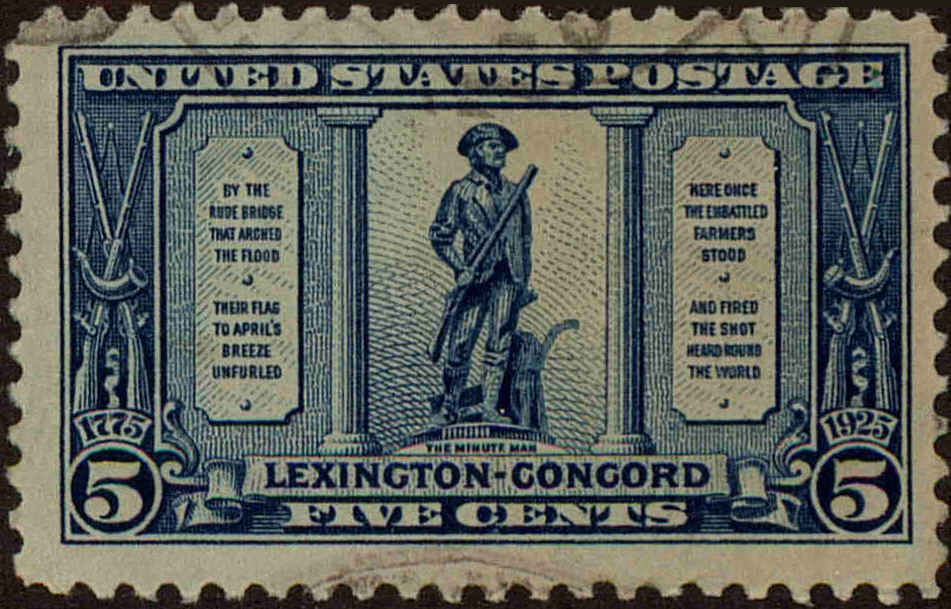 UNITED STATES POSTAGE
BY THE
RUDE BRIDGE
THAT ARCHED
THE FLOOD
THEIR FLAG
TO APRIL'S
BREEZE
UNFURLED
HERE ONCE
THE EMBATTLED
FARMERS
STOOD
AND FIRED
THE SHOT
HEARD ROUND
THE WORLD
1775
1925
THE MINUTE MAN
5
LEXINGTON-CONCORD
5
FIVE CENTS